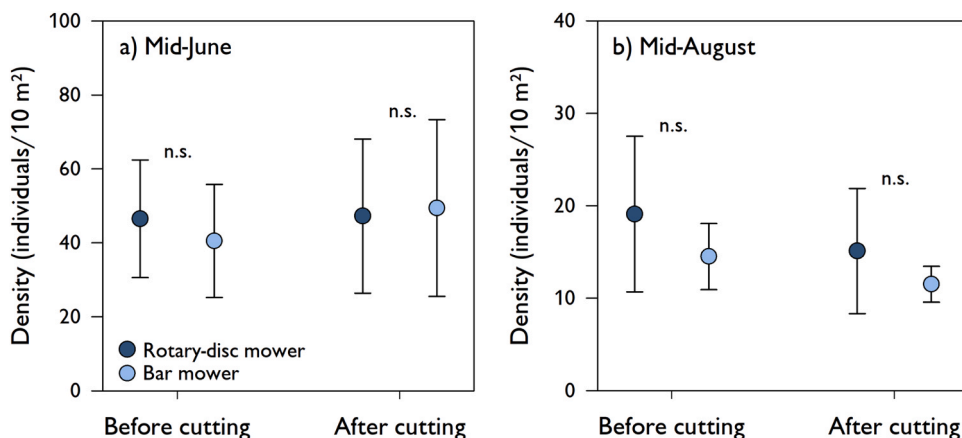 Density (individuals/10 m²)
100
80
60
40
20
0
a) Mid-June
n.s.
n.s.
Rotary-disc mower
Bar mower
Before cutting
After cutting
Density (individuals/10 m²)
40
30
20
10
0
b) Mid-August
n.s.
n.s.
Before cutting
After cutting